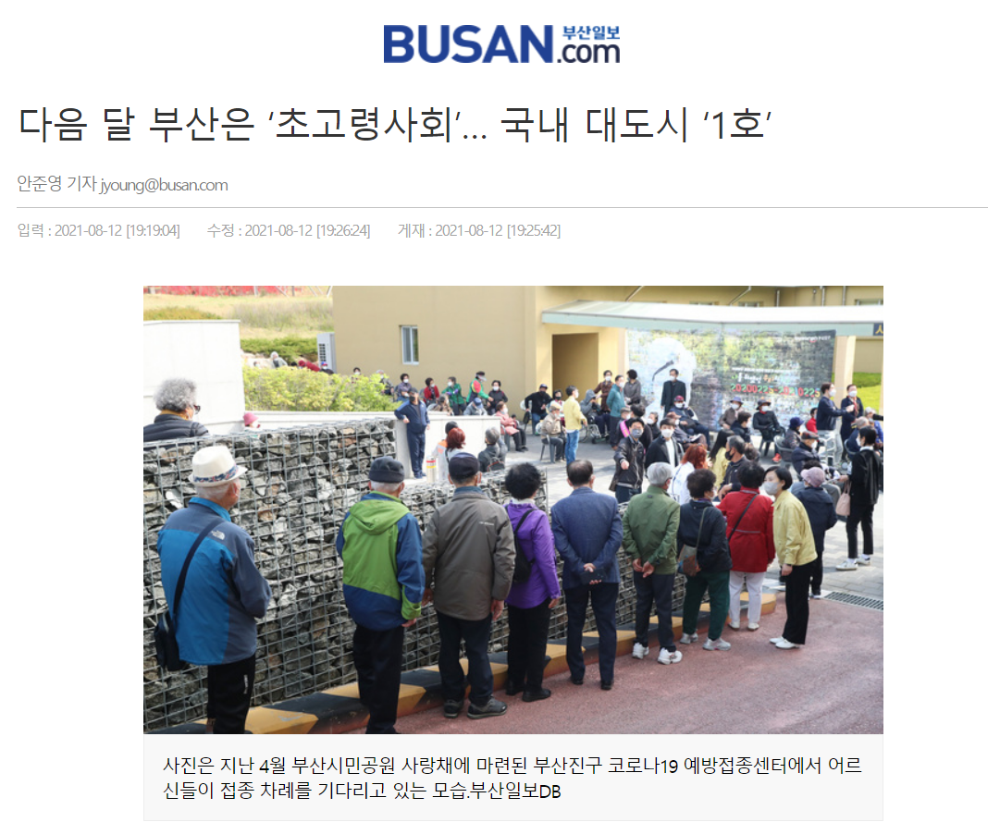 BUSAN.com 부산일보
다음 달 부산은 ‘초고령사회’… 국내 대도시 ‘1호’
안준영 기자 jyoung@busan.com
입력 : 2021-08-12 [19:19:04] 수정 : 2021-08-12 [19:26:24] 게재 : 2021-08-12 [19:25:42]
사진은 지난 4월 부산시민공원 사랑채에 마련된 부산진구 코로나19 예방접종센터에서 어르
신들이 접종 차례를 기다리고 있는 모습.부산일보DB